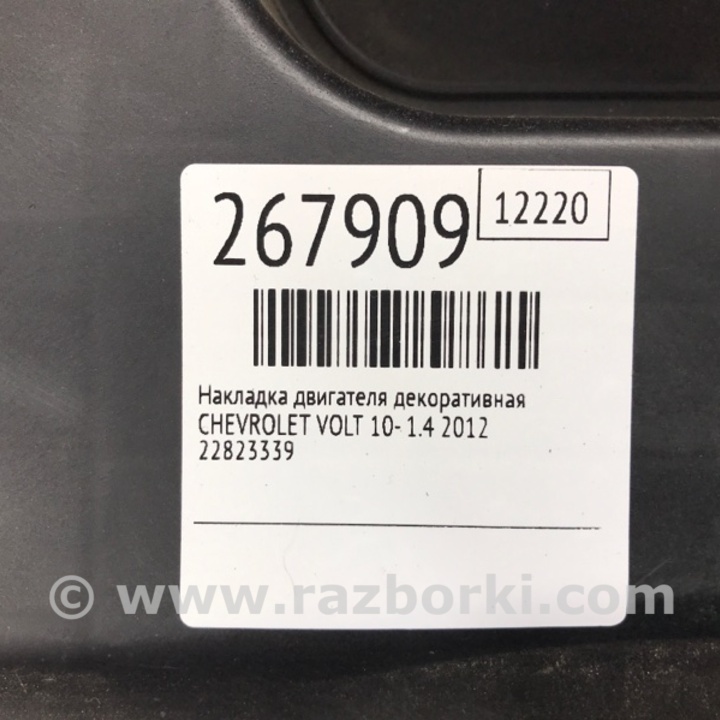 267909
12220
Накладка двигателя декоративная
CHEVROLET VOLT 10- 1.4 2012
22823339
© www.razborki.com